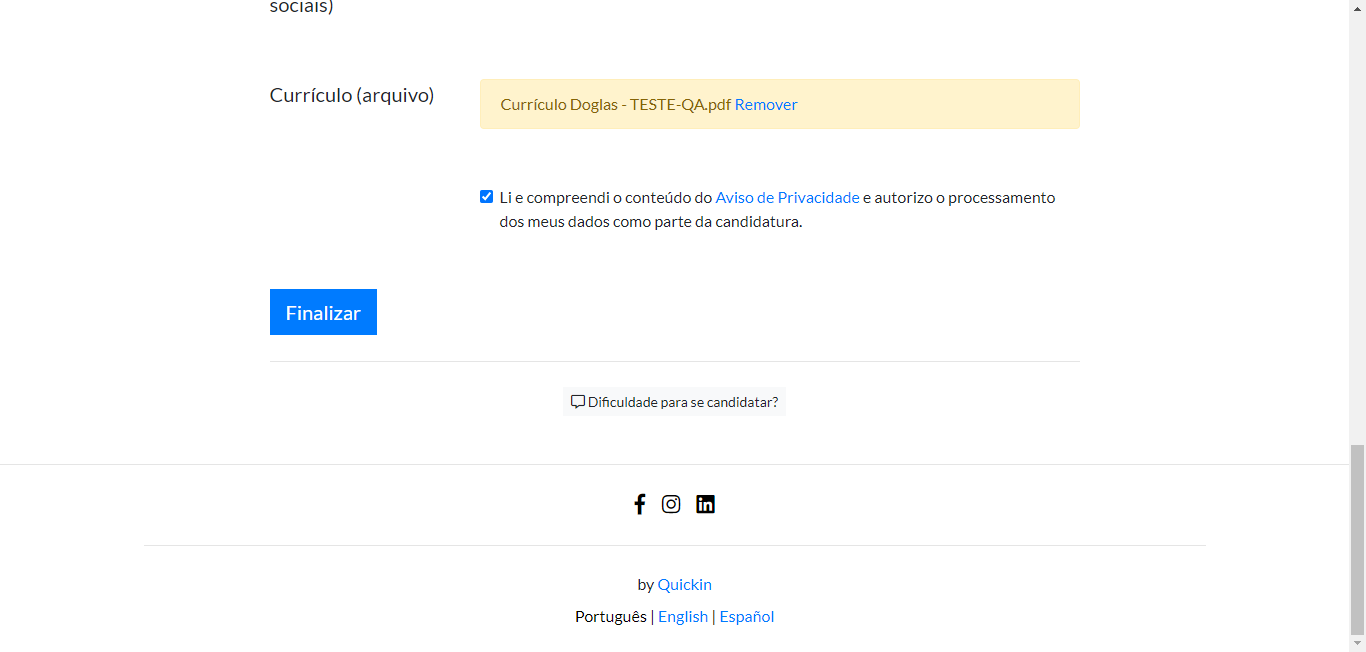 sociais)
Currículo (arquivo)
Currículo Doglas - TESTE-QA.pdf Remover
Li e compreendi o conteúdo do Aviso de Privacidade e autorizo o processamento
dos meus dados como parte da candidatura.
Finalizar
Dificuldade para se candidatar?
by Quickin
Português | English | Español